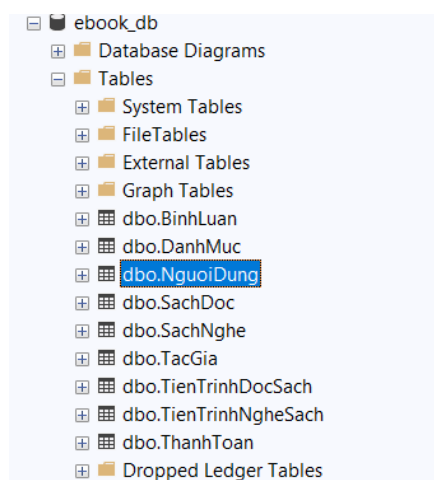 ebook_db
Database Diagrams
Tables
System Tables
FileTables
External Tables
Graph Tables
dbo.BinhLuan
dbo.DanhMuc
dbo.NguoiDung
dbo.SachDoc
dbo.SachNghe
dbo.TacGia
dbo.TienTrinhDocSach
dbo.TienTrinhNgheSach
dbo.ThanhToan
Dropped Ledger Tables